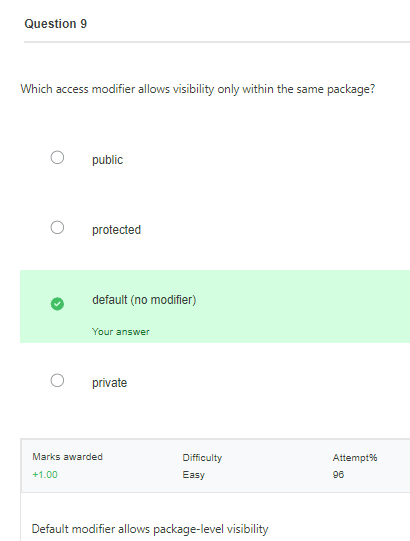 Question 9
Which access modifier allows visibility only within the same package?
public
protected
default (no modifier)
Your answer
private
Marks awarded Difficulty Attempt%
+1.00 Easy 96
Default modifier allows package-level visibility